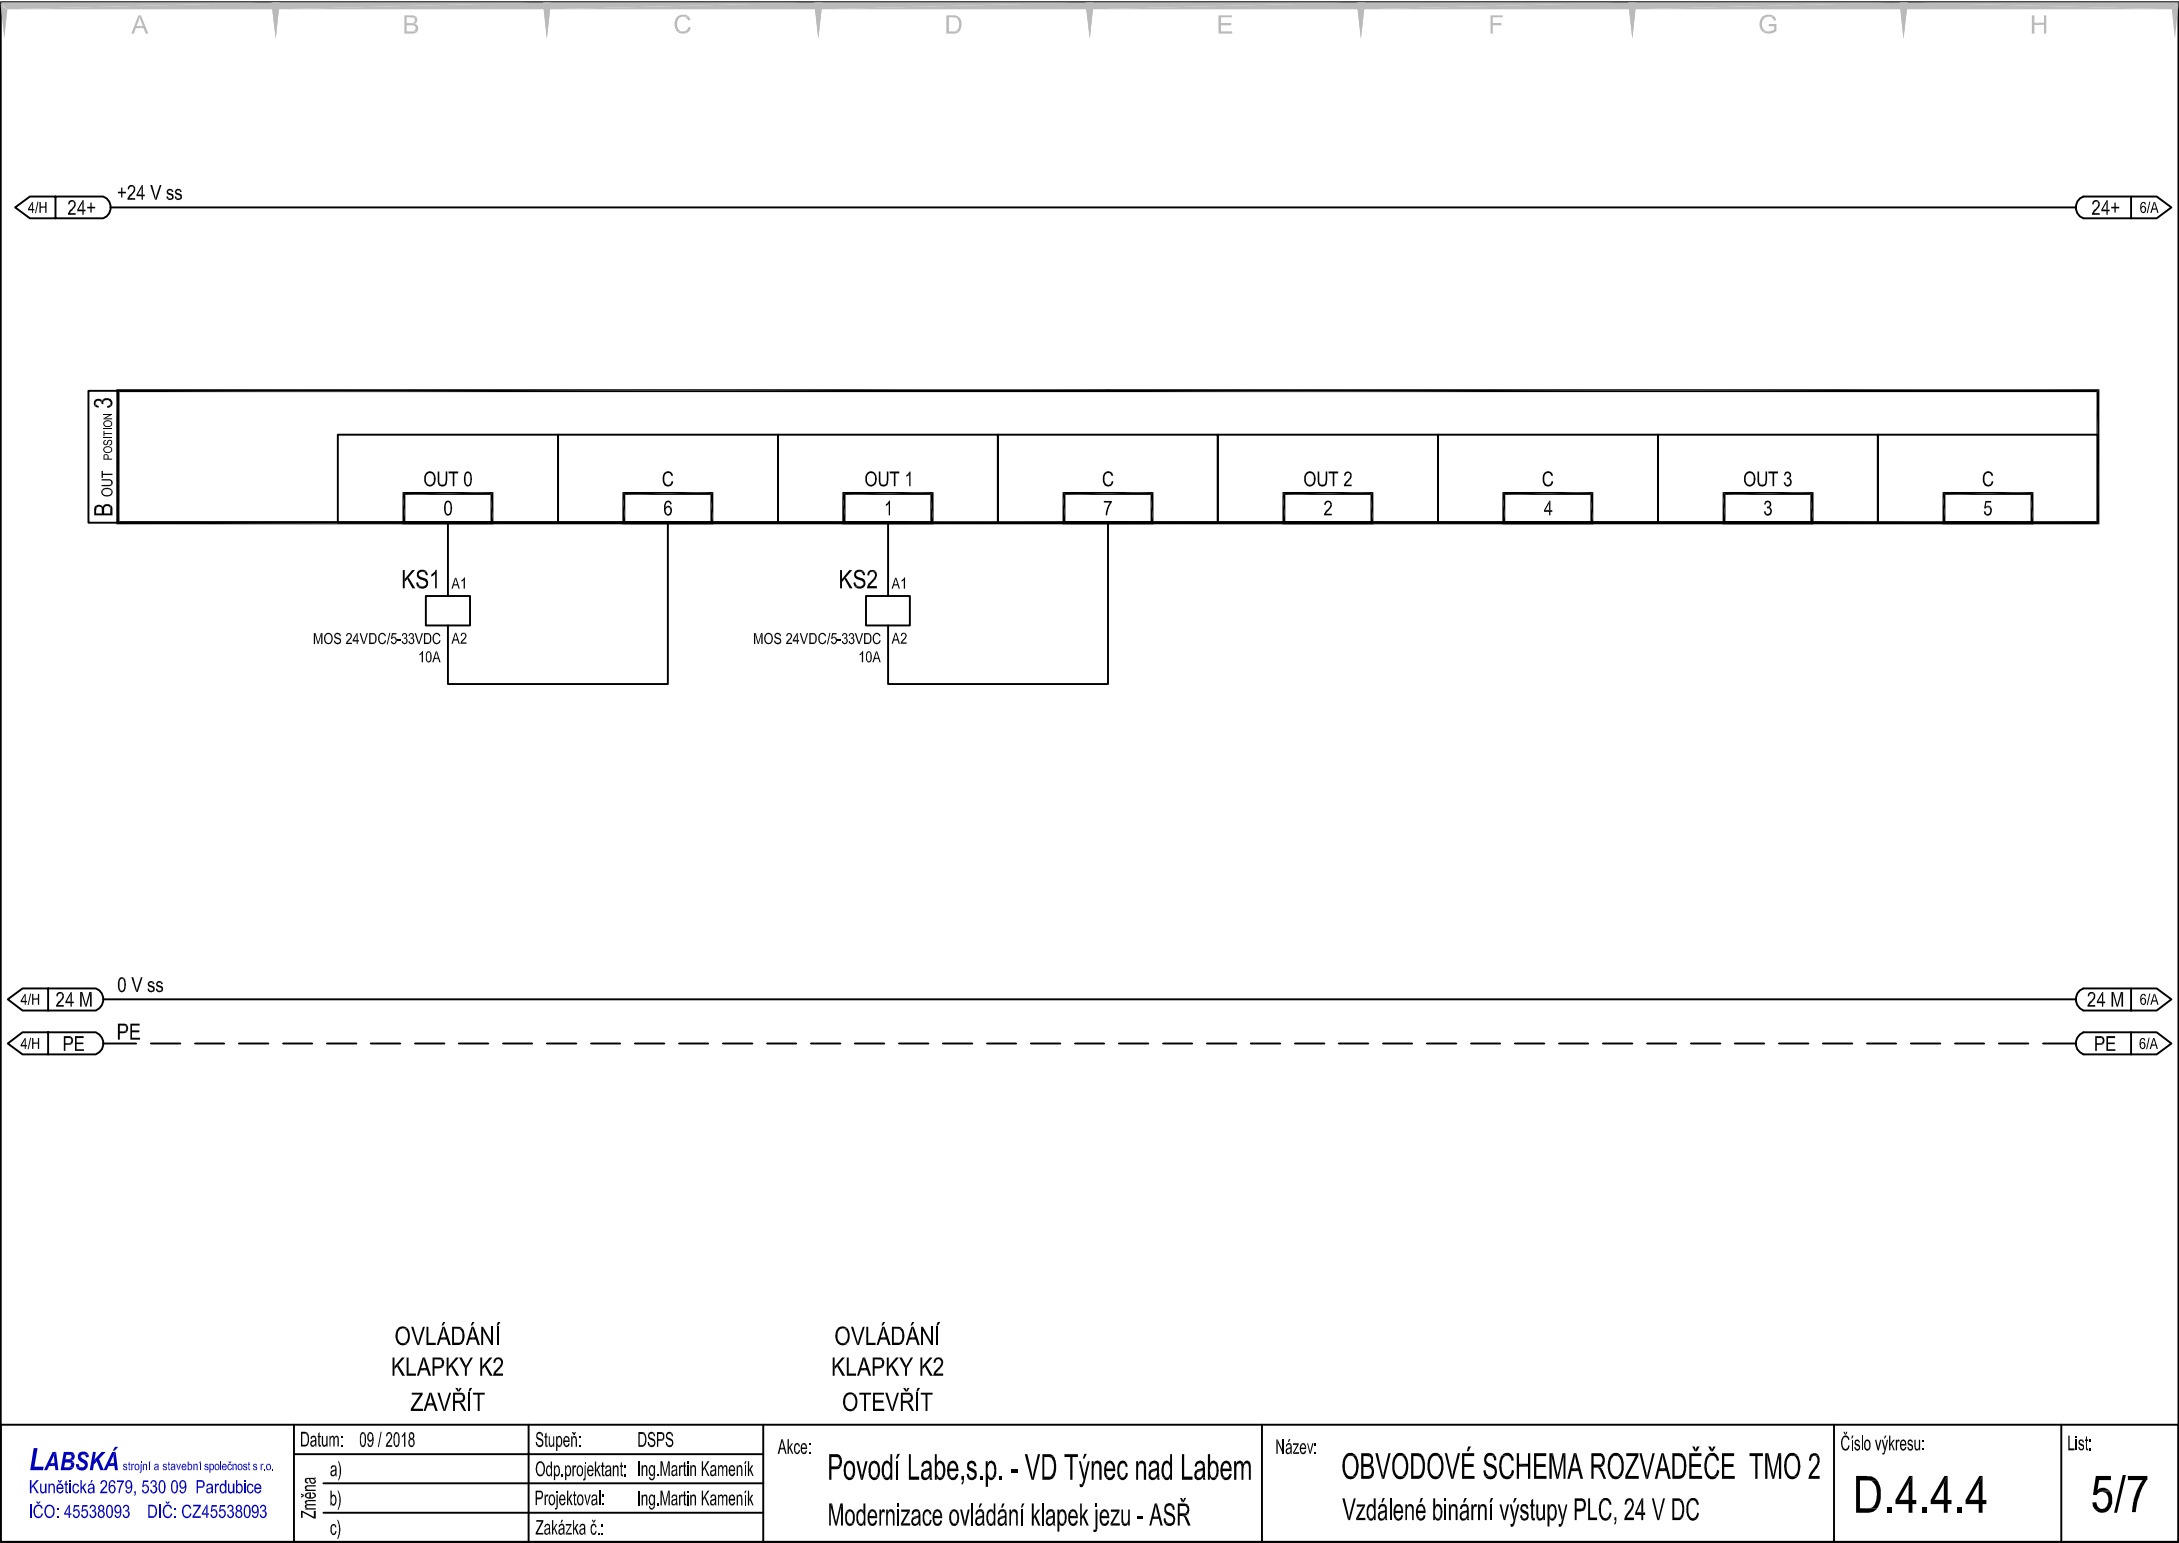 A B C D E F G H
+24 V ss
4/H 24+
24+ 6/A
B OUT POSITION 3
OUT 0 C OUT 1 C OUT 2 C OUT 3 C
0 6 1 7 2 4 3 5
KS1 A1
MOS 24VDC/5-33VDC A2
10A
KS2 A1
MOS 24VDC/5-33VDC A2
10A
0 V ss
4/H 24 M
24 M 6/A
PE
4/H PE
PE 6/A
OVLÁDÁNÍ
KLAPKY K2
ZAVŘÍT
OVLÁDÁNÍ
KLAPKY K2
OTEVŘÍT
LABSKÁ strojní a stavební společnost s r.o.
Kunětická 2679, 530 09 Pardubice
IČO: 45538093 DIČ: CZ45538093
Datum: 09 / 2018
Změna
a)
b)
c)
Stupeň: DSPS
Odp.projektant: Ing.Martin Kameník
Projektoval: Ing.Martin Kameník
Zakázka č.:
Akce:
Povodí Labe,s.p. - VD Týnec nad Labem
Modernizace ovládání klapek jezu - ASŘ
Název:
OBVODOVÉ SCHEMA ROZVADĚČE TMO 2
Vzdálené binární výstupy PLC, 24 V DC
Číslo výkresu:
D.4.4.4
List:
5/7